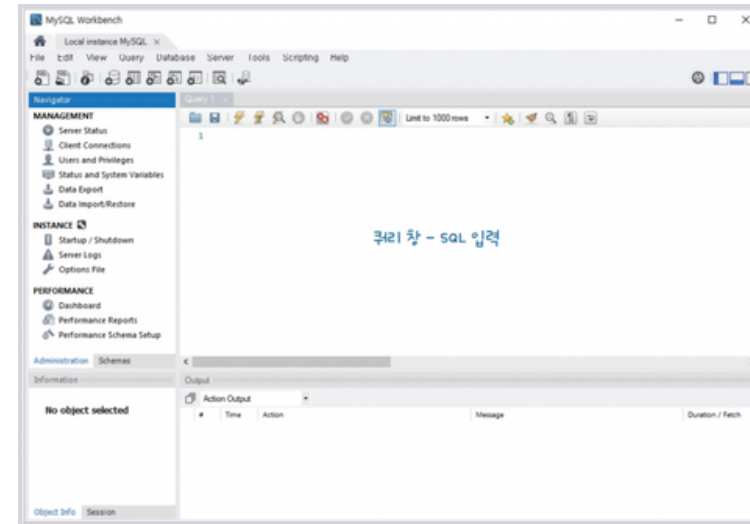 MySQL Workbench
Local instance MySQL ×
File Edit View Query Database Server Tools Scripting Help
Navigator
Query 1 ×
MANAGEMENT
Server Status
Client Connections
Users and Privileges
Status and System Variables
Data Export
Data Import/Restore
INSTANCE
Startup / Shutdown
Server Logs
Options File
PERFORMANCE
Dashboard
Performance Reports
Performance Schema Setup
Administration Schemas
Limit to 1000 rows
1
쿼리 창 – SQL 입력
Information
No object selected
Object Info Session
Output
Action Output
# Time Action Message Duration / Fetch